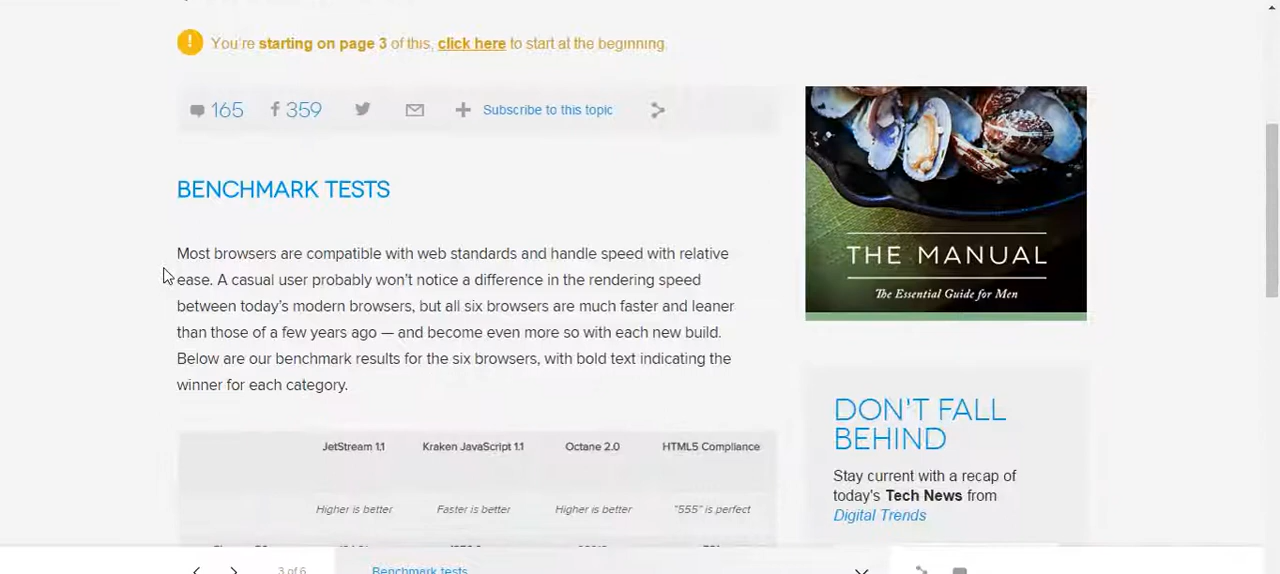 You're starting on page 3 of this, click here to start at the beginning.
165 359 Subscribe to this topic
BENCHMARK TESTS
Most browsers are compatible with web standards and handle speed with relative
ease. A casual user probably won't notice a difference in the rendering speed
between today's modern browsers, but all six browsers are much faster and leaner
than those of a few years ago — and become even more so with each new build.
Below are our benchmark results for the six browsers, with bold text indicating the
winner for each category.
JetStream 1.1 Kraken JavaScript 1.1 Octane 2.0 HTML5 Compliance
Higher is better Faster is better Higher is better "555" is perfect
3 of 6 Benchmark tests
THE MANUAL
The Essential Guide for Men
DON'T FALL
BEHIND
Stay current with a recap of
today's Tech News from
Digital Trends